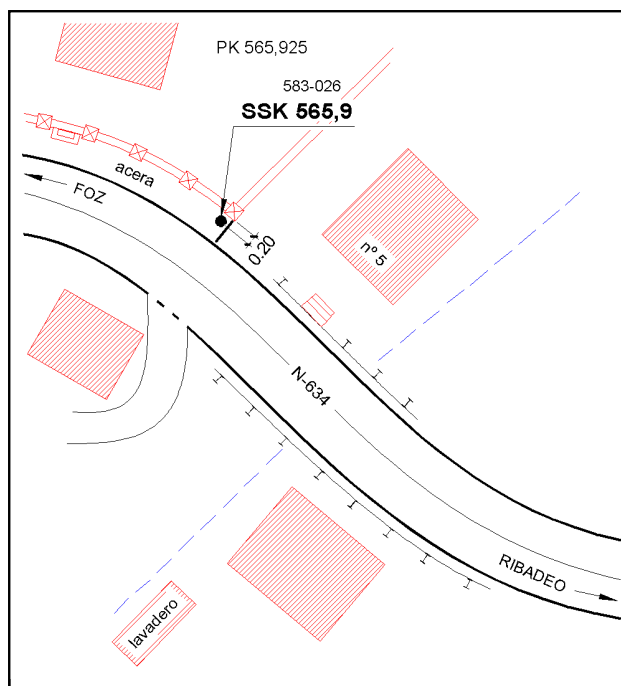 PK 565,925
583-026
SSK 565,9
acera
FOZ
0.20
nº 5
N-634
RIBADEO
lavadero